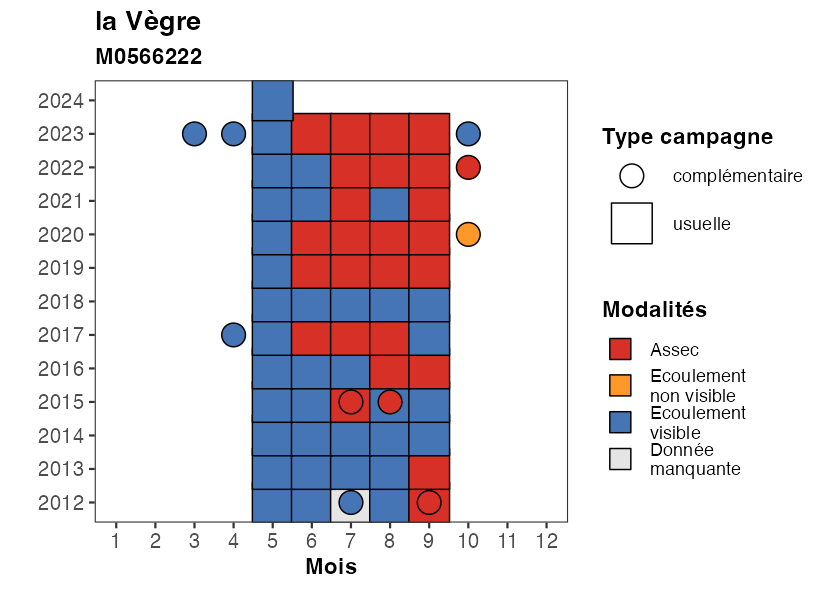 la Vègre
M0566222
2024
2023
2022
2021
2020
2019
2018
2017
2016
2015
2014
2013
2012
1 2 3 4 5 6 7 8 9 10 11 12
Mois
Type campagne
complémentaire
usuelle
Modalités
Assec
Ecoulement
non visible
Ecoulement
visible
Donnée
manquante